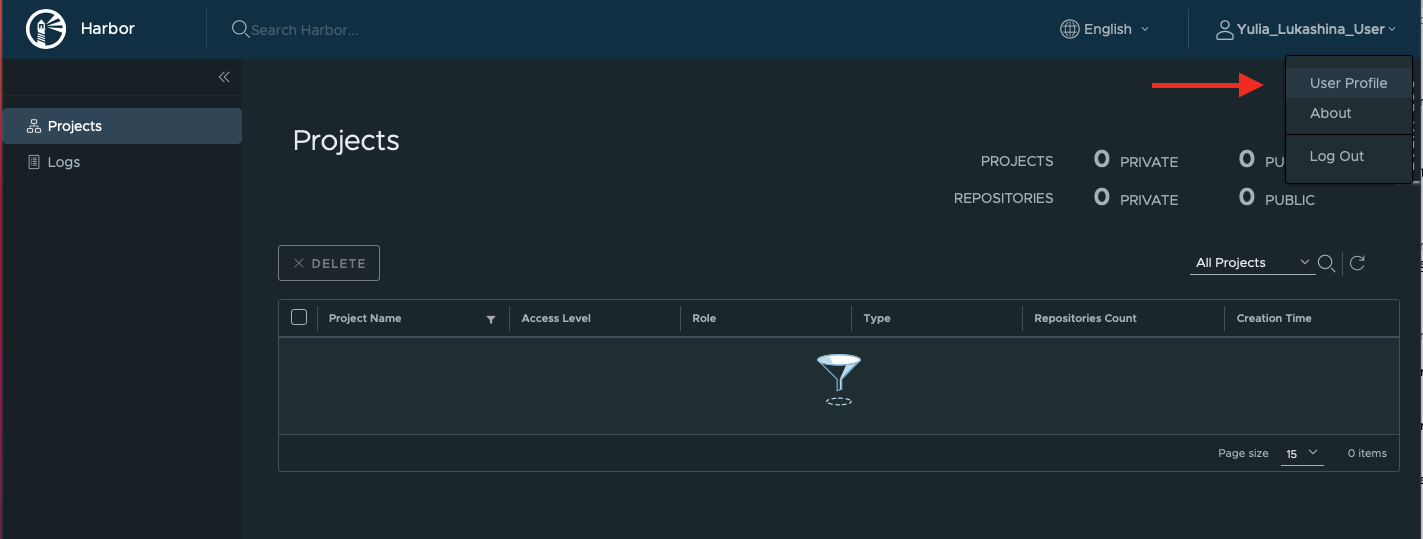 Harbor
Search Harbor...
English
Yulia_Lukashina_User
User Profile
About
Log Out
Projects
Logs
Projects
PROJECTS 0 PRIVATE 0 PU
REPOSITORIES 0 PRIVATE 0 PUBLIC
DELETE
All Projects
Project Name Access Level Role Type Repositories Count Creation Time
Page size 15 0 items